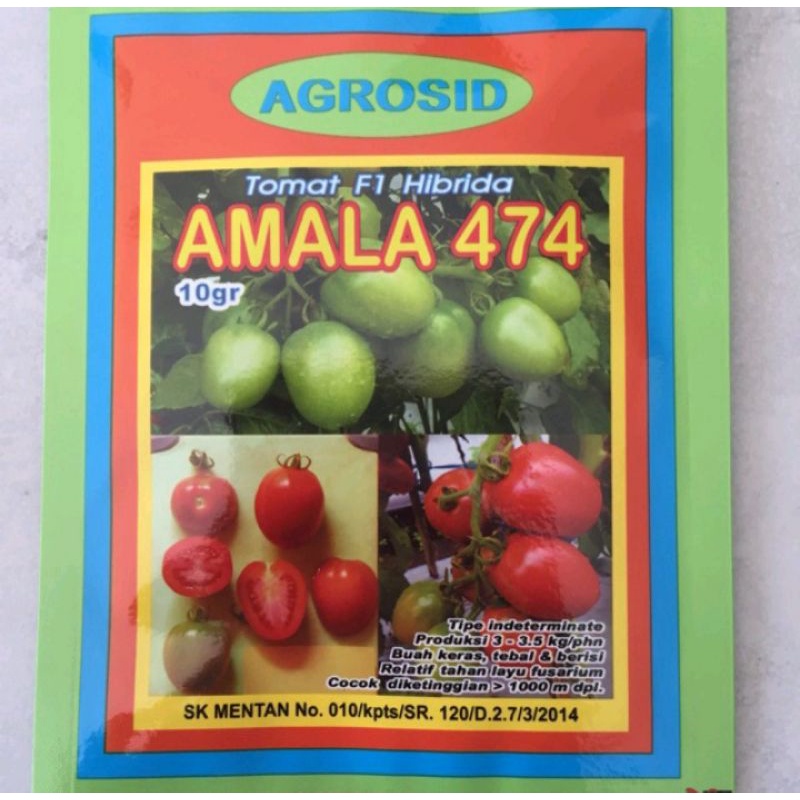 AGROSID
Tomat F1 Hibrida
AMALA 474
10gr
Tipe indeterminate
Produksi 3 - 3.5 kg/phn
Buah keras, tebal & berisi
Relatif tahan layu fusarium
Cocok diketinggian > 1000 m dpl.
SK MENTAN No. 010/kpts/SR. 120/D.2.7/3/2014